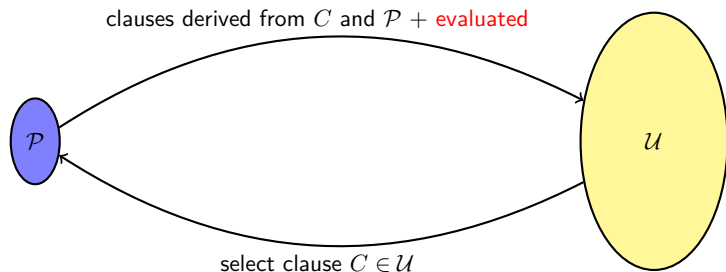 clauses derived from C and 𝒫 + evaluated
𝒫
𝒰
select clause C ∈ 𝒰